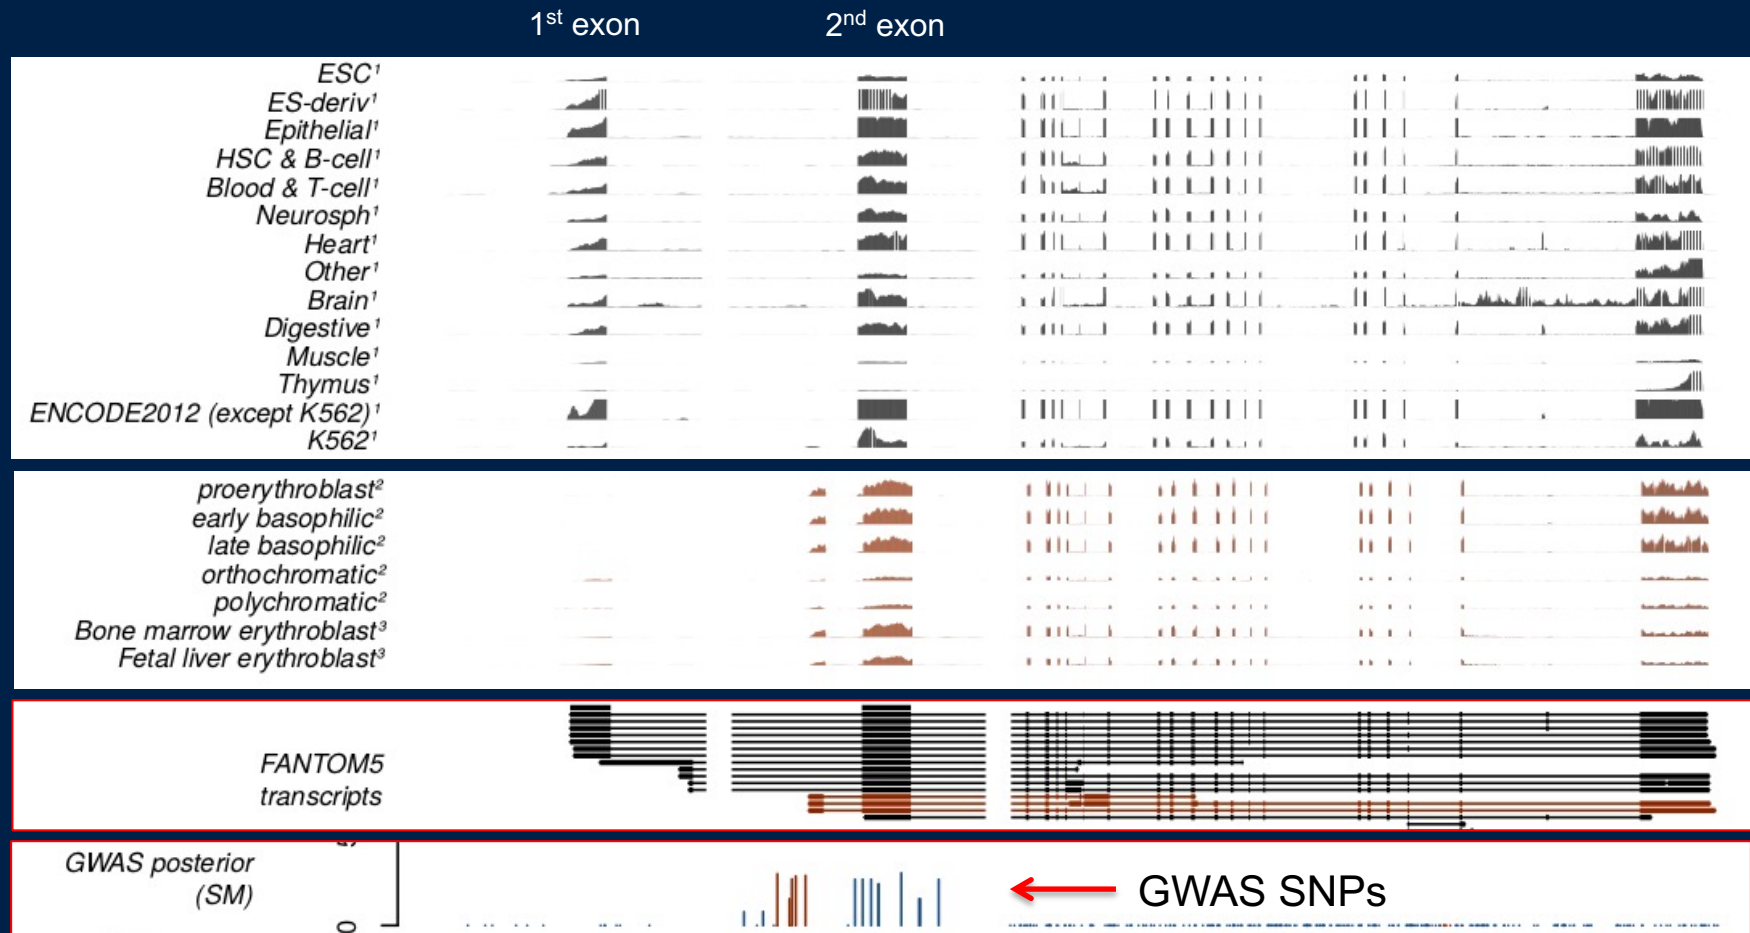 1st exon 2nd exon
ESC¹
ES-deriv¹
Epithelial¹
HSC & B-cell¹
Blood & T-cell¹
Neurosph¹
Heart¹
Other¹
Brain¹
Digestive¹
Muscle¹
Thymus¹
ENCODE2012 (except K562)¹
K562¹
proerythroblast²
early basophilic²
late basophilic²
orthochromatic²
polychromatic²
Bone marrow erythroblast³
Fetal liver erythroblast³
FANTOM5
transcripts
GWAS posterior
(SM)
0
GWAS SNPs